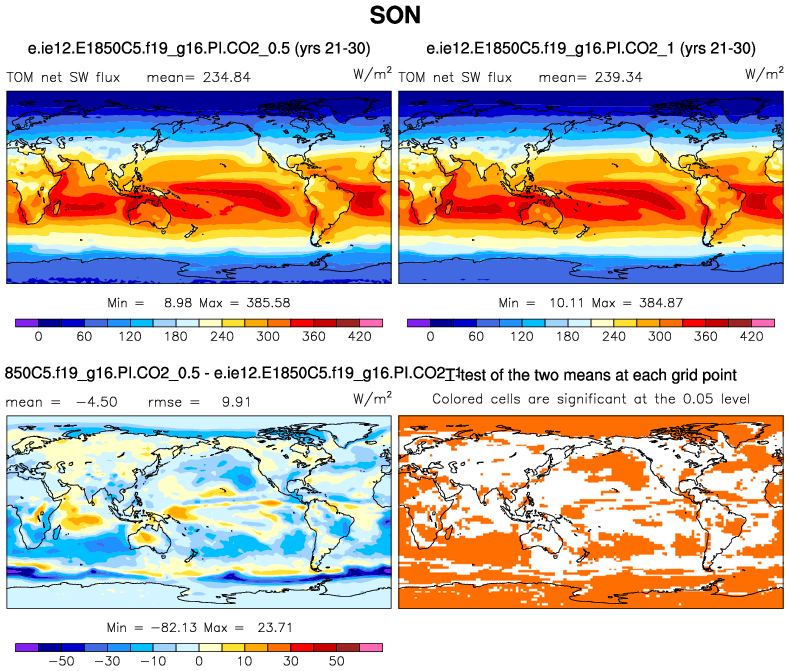 SON
e.ie12.E1850C5.f19_g16.PI.CO2_0.5 (yrs 21-30)
e.ie12.E1850C5.f19_g16.PI.CO2_1 (yrs 21-30)
TOM net SW flux mean= 234.84 W/m²
TOM net SW flux mean= 239.34 W/m²
Min = 8.98 Max = 385.58
Min = 10.11 Max = 384.87
0 60 120 180 240 300 360 420
0 60 120 180 240 300 360 420
850C5.f19_g16.PI.CO2_0.5 - e.ie12.E1850C5.f19_g16.PI.CO2_1
T-test of the two means at each grid point
mean = −4.50 rmse = 9.91 W/m²
Colored cells are significant at the 0.05 level
Min = −82.13 Max = 23.71
−50 −30 −10 0 10 30 50